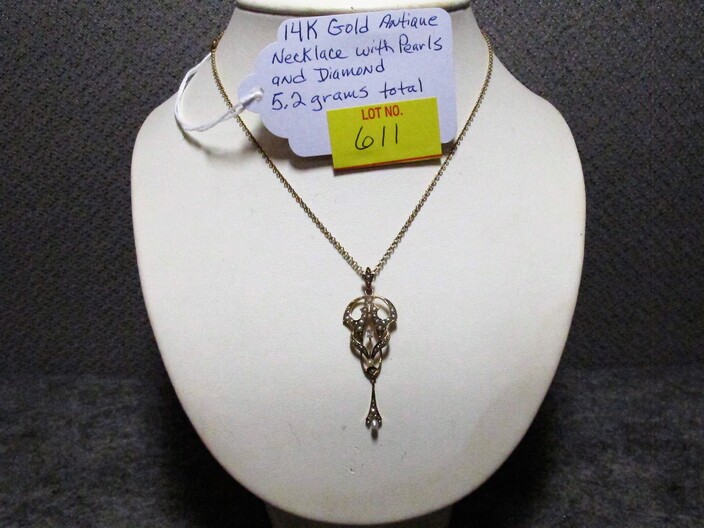 14K Gold Antique
Necklace with Pearls
and Diamond
5.2 grams total
LOT NO.
611